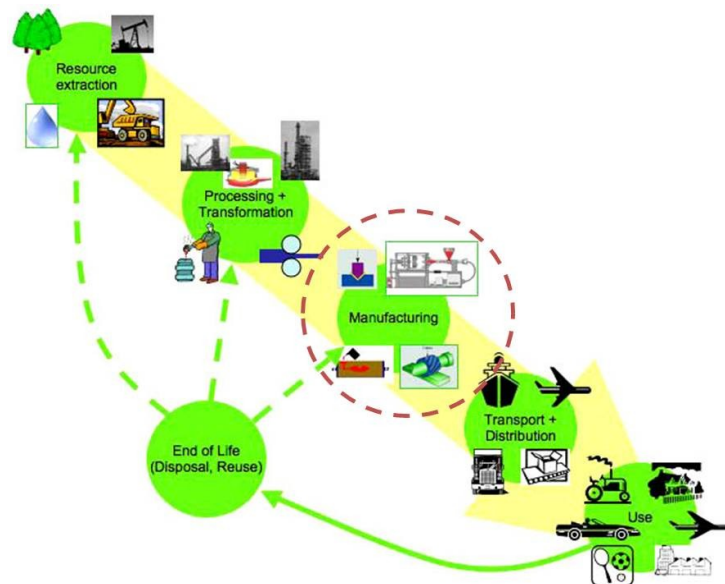 Resource
extraction
Processing +
Transformation
Manufacturing
Transport +
Distribution
End of Life
(Disposal, Reuse)
Use